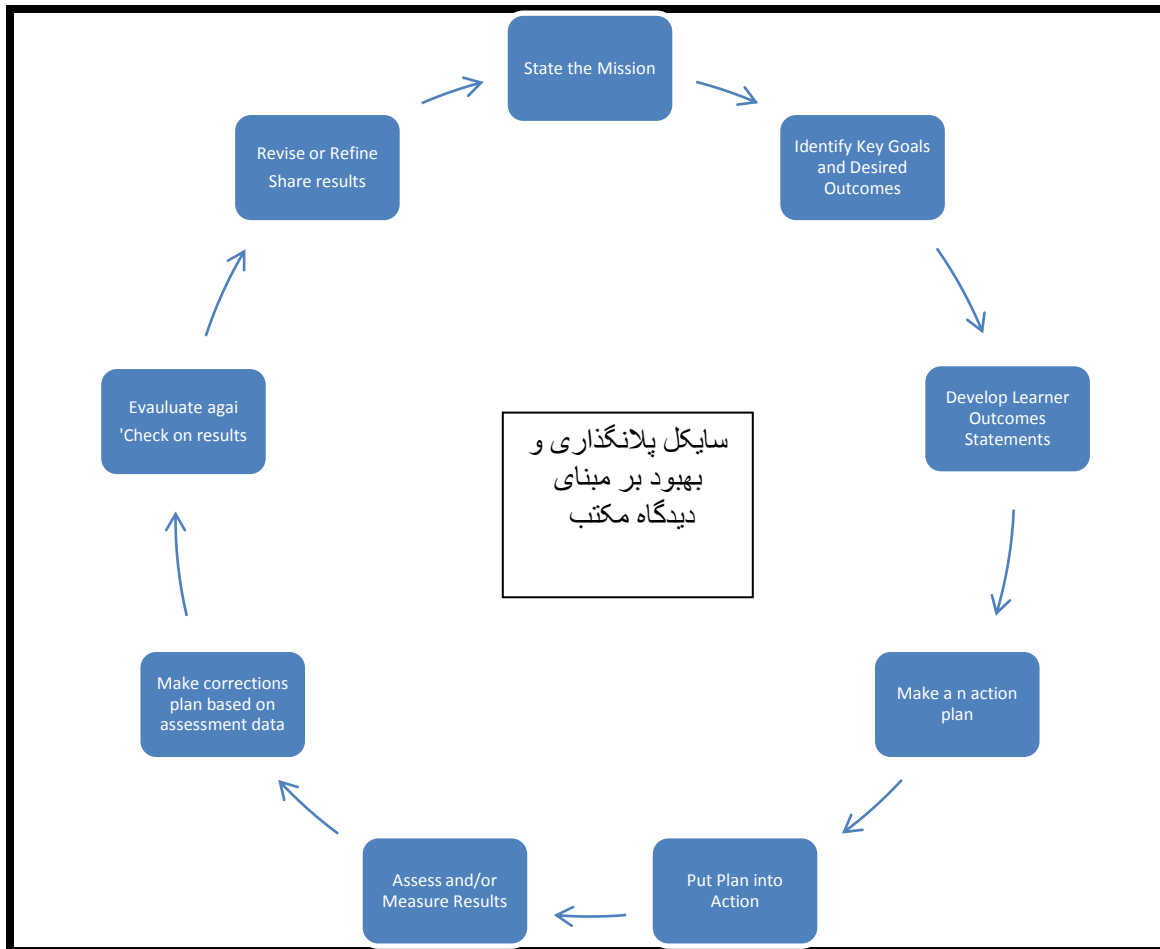 State the Mission
Identify Key Goals
and Desired
Outcomes
Develop Learner
Outcomes
Statements
Make a n action
plan
Put Plan into
Action
Assess and/or
Measure Results
Make corrections
plan based on
assessment data
Evauluate agai
'Check on results
Revise or Refine
Share results
سایکل پلانگذاری و
بهبود بر مبنای
دیدگاه مکتب